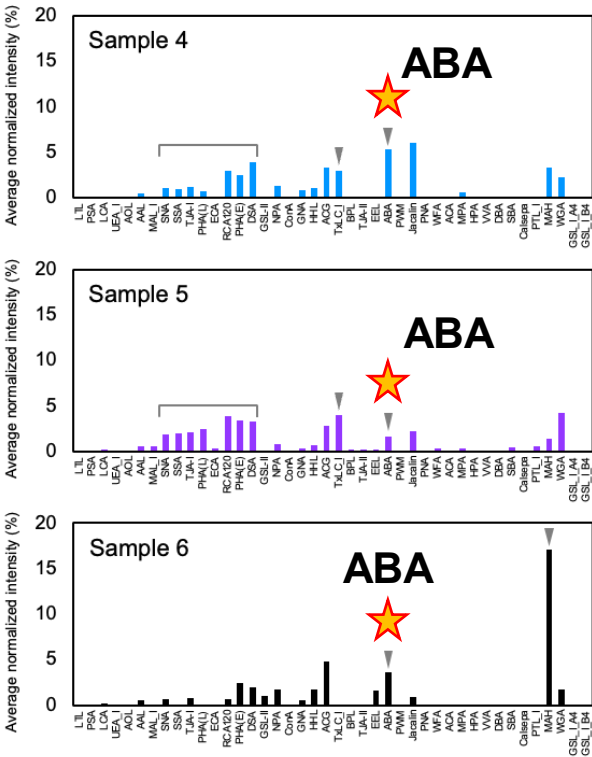 Average normalized intensity (%)
20
15
10
5
0
Sample 4
ABA
LTL PSA LCA UEA_I AOL AAL MAL_I SNA SSA TJA-I PHA(L) ECA RCA120 PHA(E) DSA GSL-II NPA ConA GNA HHL ACG TxLC_I BPL TJA-II EEL ABA PWM Jacalin PNA WFA ACA MPA HPA VVA DBA SBA Calsepa PTL_I MAH WGA GSL_I_A4 GSL_I_B4
Average normalized intensity (%)
20
15
10
5
0
Sample 5
ABA
LTL PSA LCA UEA_I AOL AAL MAL_I SNA SSA TJA-I PHA(L) ECA RCA120 PHA(E) DSA GSL-II NPA ConA GNA HHL ACG TxLC_I BPL TJA-II EEL ABA PWM Jacalin PNA WFA ACA MPA HPA VVA DBA SBA Calsepa PTL_I MAH WGA GSL_I_A4 GSL_I_B4
Average normalized intensity (%)
20
15
10
5
0
Sample 6
ABA
LTL PSA LCA UEA_I AOL AAL MAL_I SNA SSA TJA-I PHA(L) ECA RCA120 PHA(E) DSA GSL-II NPA ConA GNA HHL ACG TxLC_I BPL TJA-II EEL ABA PWM Jacalin PNA WFA ACA MPA HPA VVA DBA SBA Calsepa PTL_I MAH WGA GSL_I_A4 GSL_I_B4